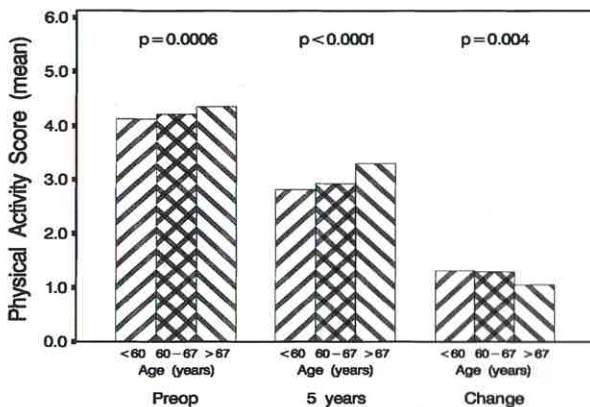 Physical Activity Score (mean)
6.0
5.0
4.0
3.0
2.0
1.0
0.0
p=0.0006 p<0.0001 p=0.004
<60 60-67 >67 <60 60-67 >67 <60 60-67 >67
Age (years) Age (years) Age (years)
Preop 5 years Change